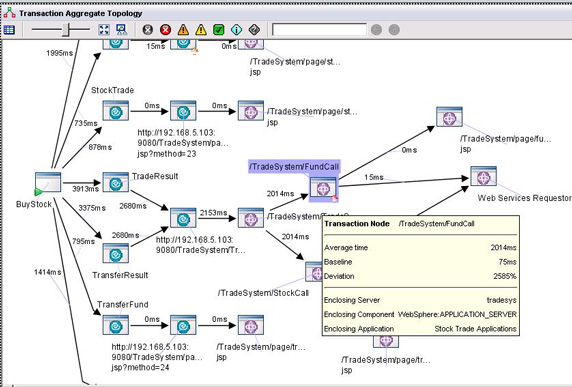 Transaction Aggregate Topology
1995ms
15ms
0ms
/TradeSystem/page/st...
jsp
StockTrade
735ms
878ms
0ms
0ms
http://192.168.5.103:
9080/TradeSystem/pa...
jsp?method=23
/TradeSystem/page/st...
jsp
/TradeSystem/page/fu...
jsp
0ms
/TradeSystem/FundCall
TradeResult
3913ms
2680ms
15ms
2014ms
Web Services Requestor
BuyStock
3375ms
2153ms
2680ms
2014ms
795ms
http://192.168.5.103:
9080/TradeSystem/Tr...
TransferResult
1414ms
/TradeSystem/StockCall
Transaction Node /TradeSystem/FundCall
Average time 2014ms
Baseline 75ms
Deviation 2585%
Enclosing Server tradesys
Enclosing Component WebSphere:APPLICATION_SERVER
Enclosing Application Stock Trade Applications
TransferFund
0ms
0ms
http://192.168.5.103:
9080/TradeSystem/pa...
jsp?method=24
/TradeSystem/page/tr...
jsp
/TradeSystem/page/tr...
jsp